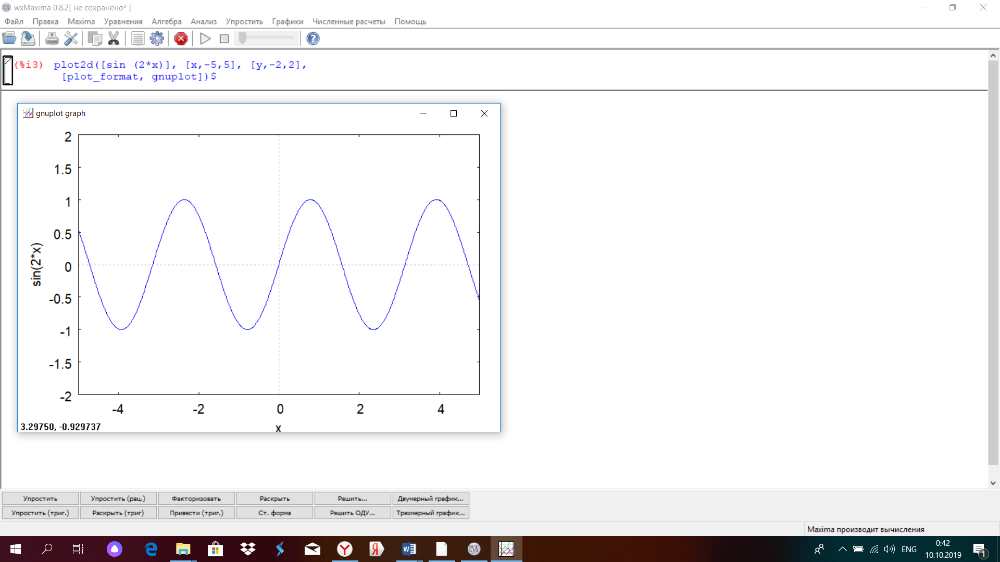 wxMaxima 0.8.2[ не сохранено* ]
Файл Правка Maxima Уравнения Алгебра Анализ Упростить Графики Численные расчеты Помощь
(%i3) plot2d([sin (2*x)], [x,-5,5], [y,-2,2],
[plot_format, gnuplot])$
gnuplot graph
2
1.5
1
0.5
0
-0.5
-1
-1.5
-2
sin(2*x)
-4 -2 0 2 4
x
3.29750, -0.929737
Упростить Упростить (рац.) Факторизовать Раскрыть Решить... Двумерный график...
Упростить (триг.) Раскрыть (триг) Привести (триг.) Ст. форма Решить ОДУ... Трехмерный график...
Maxima производит вычисления
ENG
0:42
10.10.2019
1